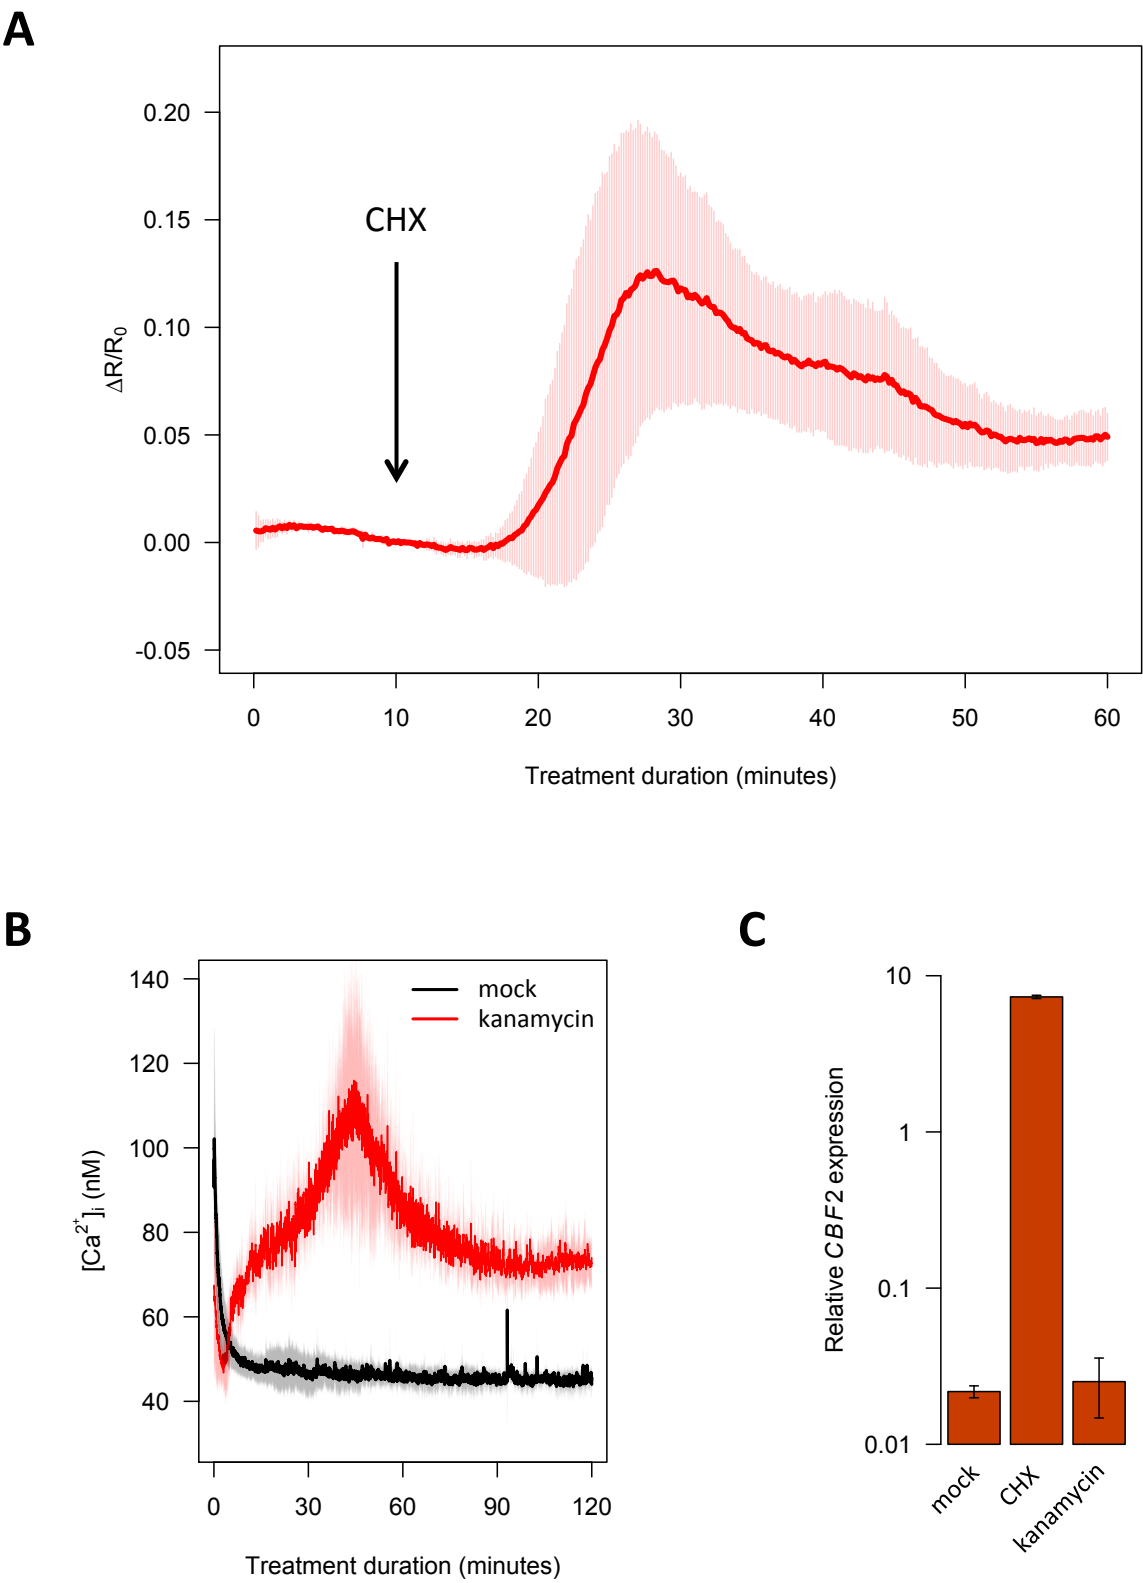 A
0.20
0.15
0.10
0.05
0.00
-0.05
ΔR/R0
CHX
0 10 20 30 40 50 60
Treatment duration (minutes)
B
140
120
100
80
60
40
[Ca2+]i (nM)
mock
kanamycin
0 30 60 90 120
Treatment duration (minutes)
C
10
1
0.1
0.01
Relative CBF2 expression
mock
CHX
kanamycin